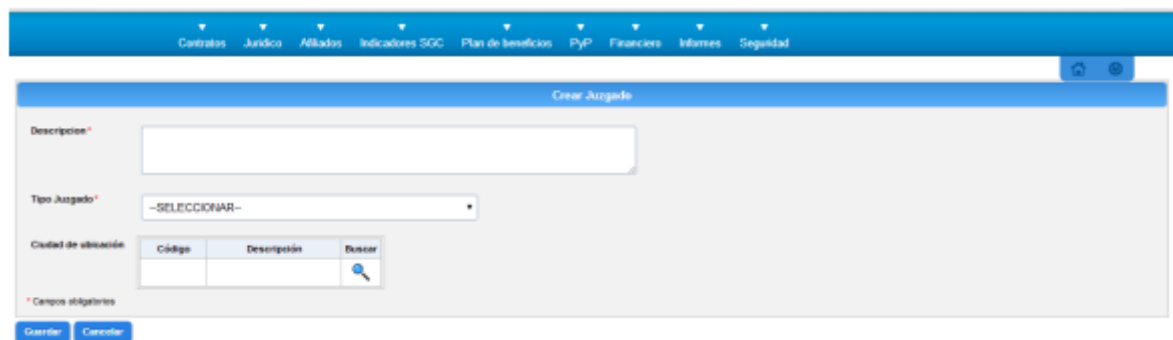 Contratos Jurídico Afiliados Indicadores SGC Plan de beneficios PyP Financiero Informes Seguridad
Crear Juzgado
Descripcion*
Tipo Juzgado* --SELECCIONAR--
Ciudad de ubicación Código Descripción Buscar
* Campos obligatorios
Guardar Cancelar